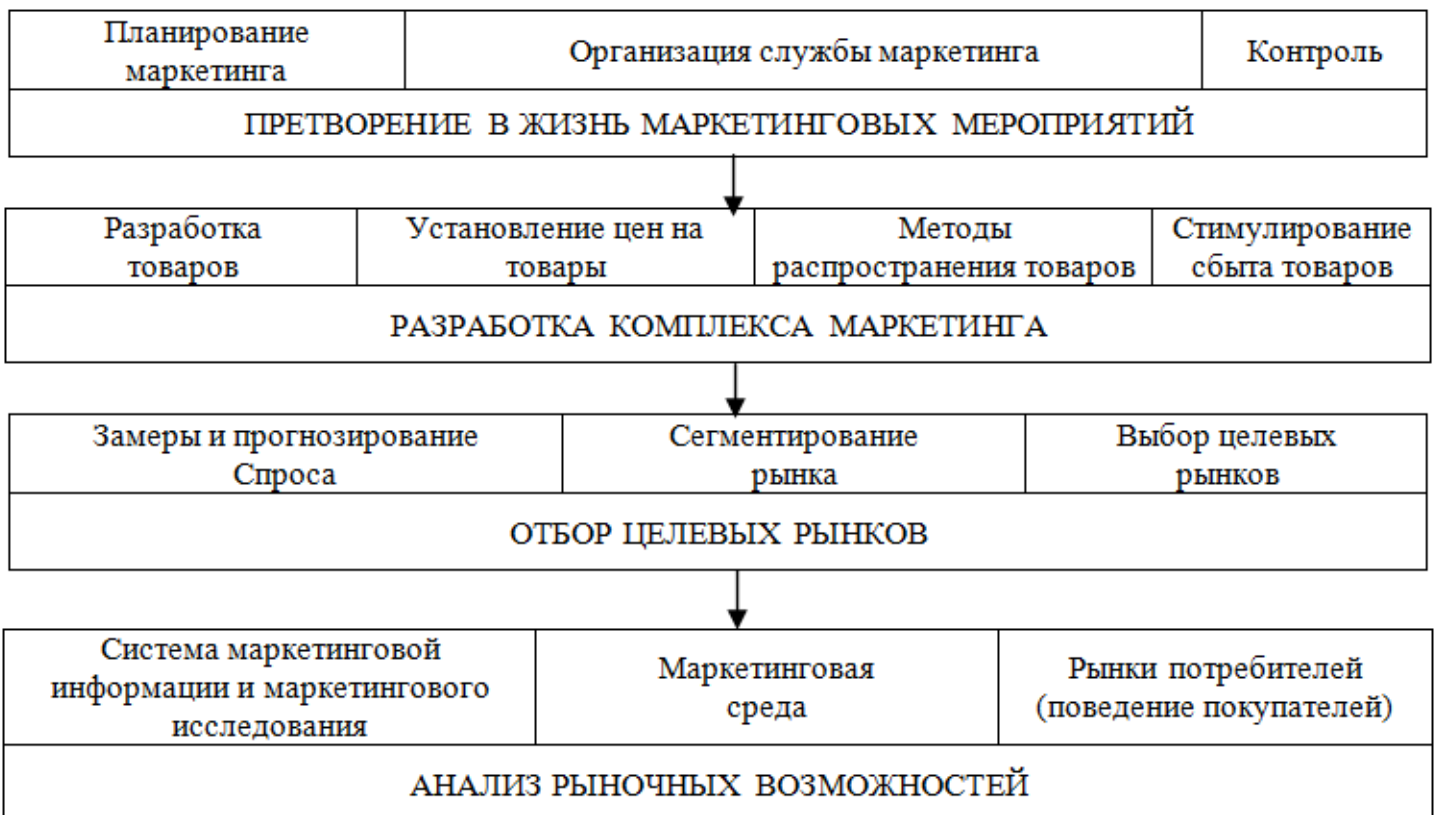 Планирование
маркетинга
Организация службы маркетинга
Контроль
ПРЕТВОРЕНИЕ В ЖИЗНЬ МАРКЕТИНГОВЫХ МЕРОПРИЯТИЙ
Разработка
товаров
Установление цен на
товары
Методы
распространения товаров
Стимулирование
сбыта товаров
РАЗРАБОТКА КОМПЛЕКСА МАРКЕТИНГА
Замеры и прогнозирование
Спроса
Сегментирование
рынка
Выбор целевых
рынков
ОТБОР ЦЕЛЕВЫХ РЫНКОВ
Система маркетинговой
информации и маркетингового
исследования
Маркетинговая
среда
Рынки потребителей
(поведение покупателей)
АНАЛИЗ РЫНОЧНЫХ ВОЗМОЖНОСТЕЙ